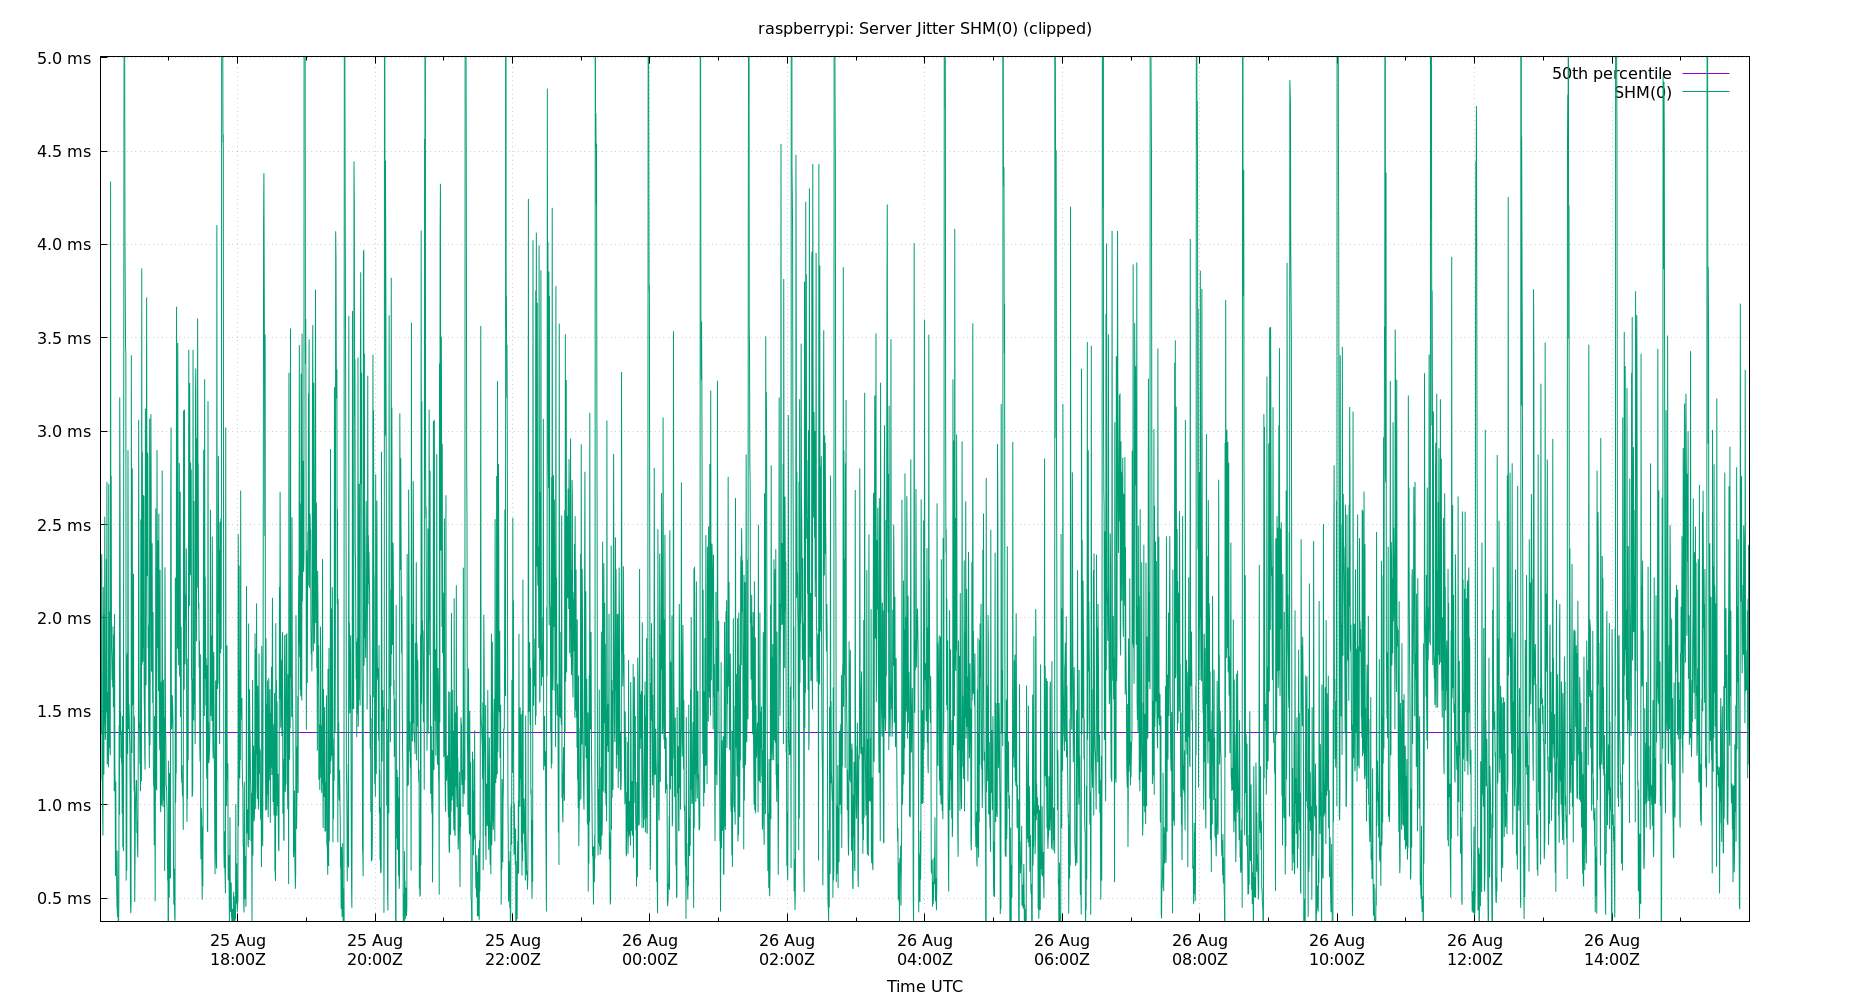 raspberrypi: Server Jitter SHM(0) (clipped)
5.0 ms
50th percentile
SHM(0)
4.5 ms
4.0 ms
3.5 ms
3.0 ms
2.5 ms
2.0 ms
1.5 ms
1.0 ms
0.5 ms
25 Aug 25 Aug 25 Aug 26 Aug 26 Aug 26 Aug 26 Aug 26 Aug 26 Aug 26 Aug 26 Aug
18:00Z 20:00Z 22:00Z 00:00Z 02:00Z 04:00Z 06:00Z 08:00Z 10:00Z 12:00Z 14:00Z
Time UTC